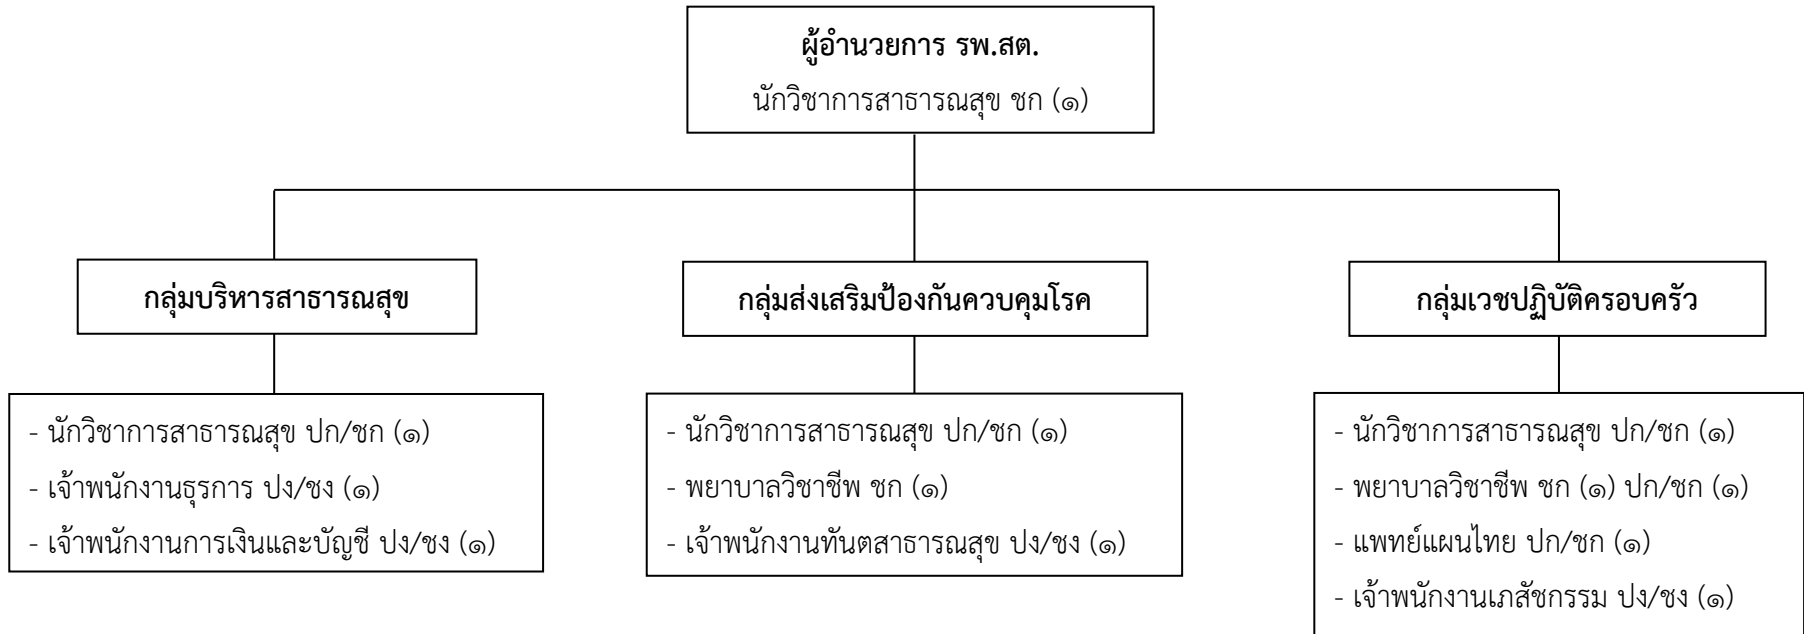 ผู้อำนวยการ รพ.สต.
นักวิชาการสาธารณสุข ชก (๑)
กลุ่มบริหารสาธารณสุข
- นักวิชาการสาธารณสุข ปก/ชก (๑)
- เจ้าพนักงานธุรการ ปง/ชง (๑)
- เจ้าพนักงานการเงินและบัญชี ปง/ชง (๑)
กลุ่มส่งเสริมป้องกันควบคุมโรค
- นักวิชาการสาธารณสุข ปก/ชก (๑)
- พยาบาลวิชาชีพ ชก (๑)
- เจ้าพนักงานทันตสาธารณสุข ปง/ชง (๑)
กลุ่มเวชปฏิบัติครอบครัว
- นักวิชาการสาธารณสุข ปก/ชก (๑)
- พยาบาลวิชาชีพ ชก (๑) ปก/ชก (๑)
- แพทย์แผนไทย ปก/ชก (๑)
- เจ้าพนักงานเภสัชกรรม ปง/ชง (๑)